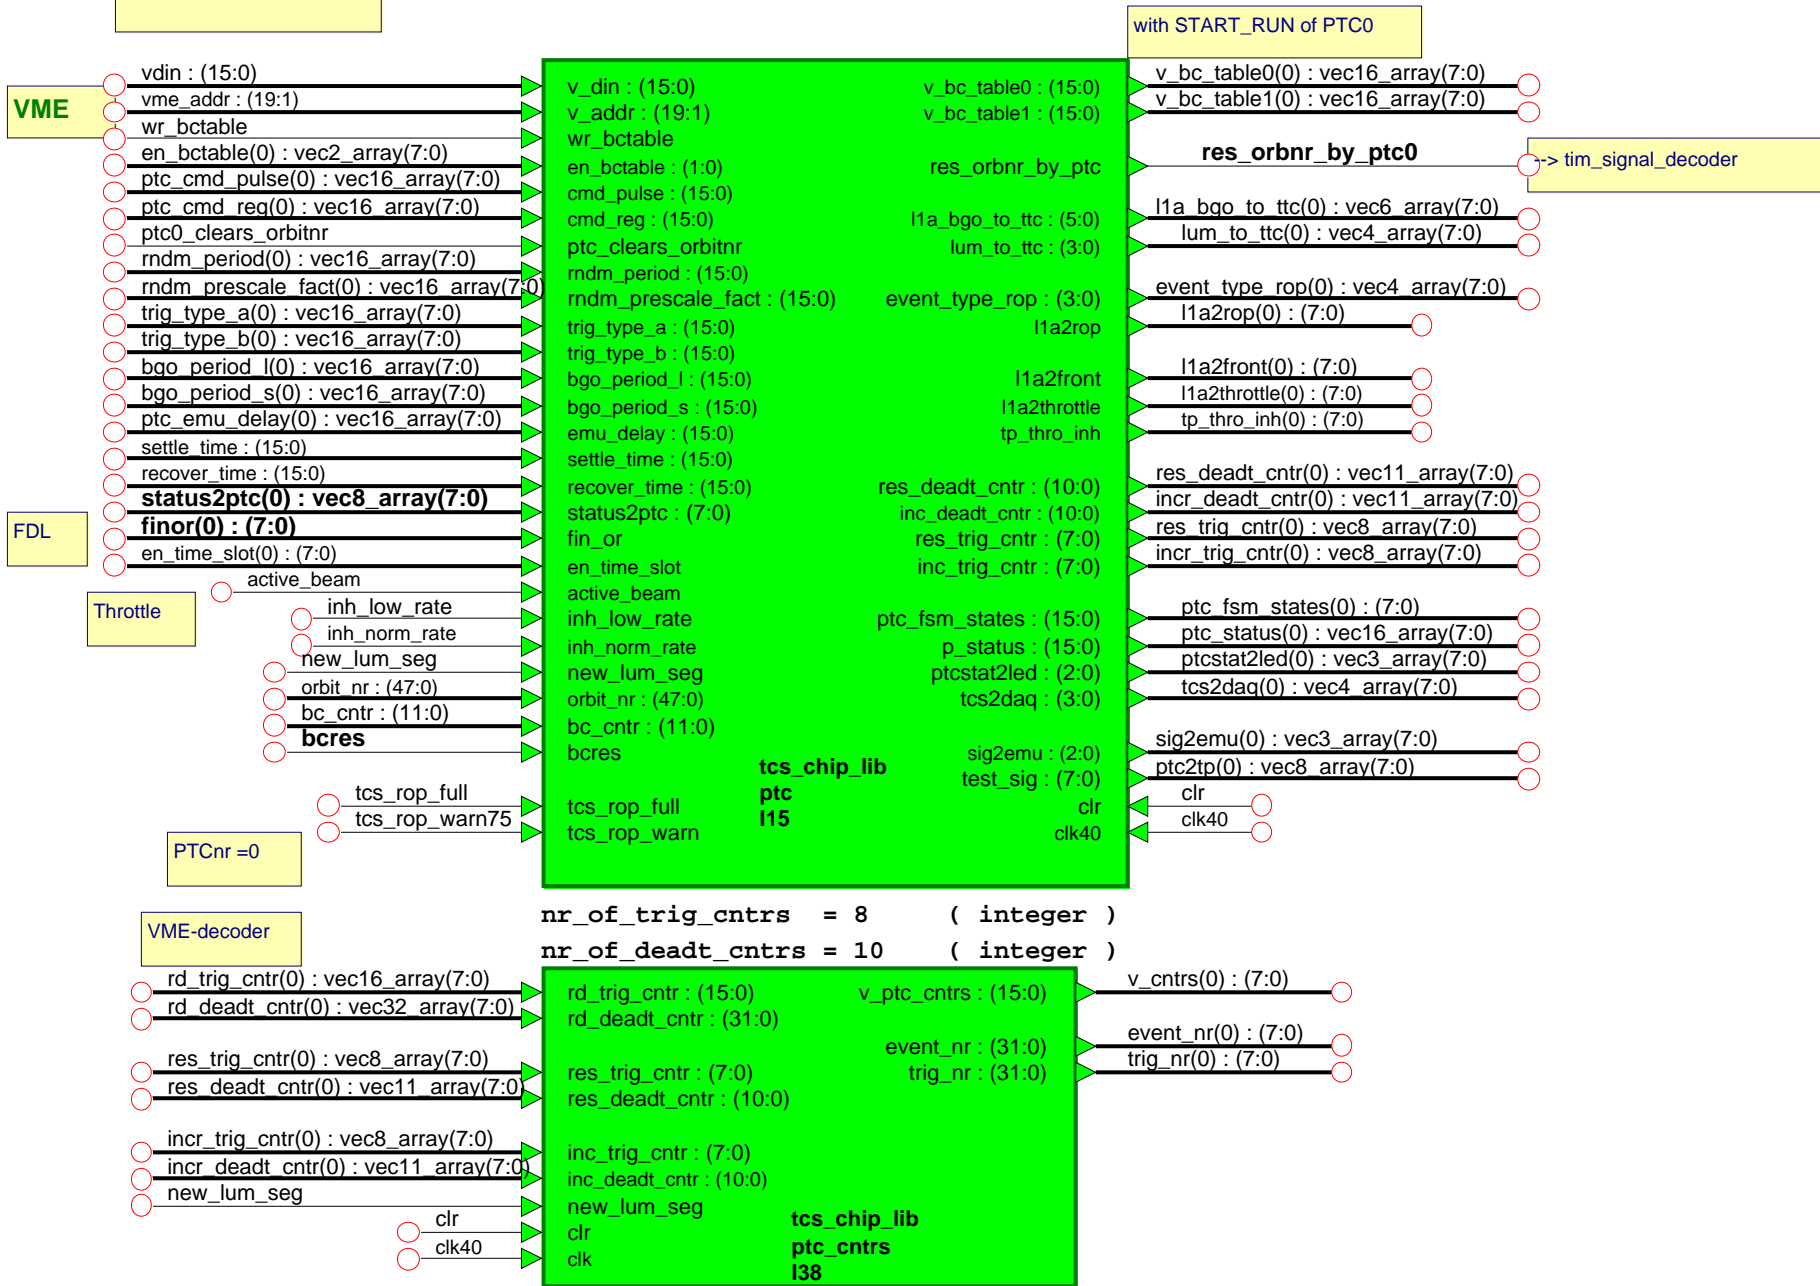 with START_RUN of PTC0
VME
vdin : (15:0)
vme_addr : (19:1)
wr_bctable
en_bctable(0) : vec2_array(7:0)
ptc_cmd_pulse(0) : vec16_array(7:0)
ptc_cmd_reg(0) : vec16_array(7:0)
ptc0_clears_orbitnr
rndm_period(0) : vec16_array(7:0)
rndm_prescale_fact(0) : vec16_array(7:0)
trig_type_a(0) : vec16_array(7:0)
trig_type_b(0) : vec16_array(7:0)
bgo_period_l(0) : vec16_array(7:0)
bgo_period_s(0) : vec16_array(7:0)
ptc_emu_delay(0) : vec16_array(7:0)
settle_time : (15:0)
recover_time : (15:0)
status2ptc(0) : vec8_array(7:0)
FDL
finor(0) : (7:0)
en_time_slot(0) : (7:0)
active_beam
Throttle
inh_low_rate
inh_norm_rate
new_lum_seg
orbit_nr : (47:0)
bc_cntr : (11:0)
bcres
tcs_rop_full
tcs_rop_warn75
PTCnr =0
v_din : (15:0)
v_addr : (19:1)
wr_bctable
en_bctable : (1:0)
cmd_pulse : (15:0)
cmd_reg : (15:0)
ptc_clears_orbitnr
rndm_period : (15:0)
rndm_prescale_fact : (15:0)
trig_type_a : (15:0)
trig_type_b : (15:0)
bgo_period_l : (15:0)
bgo_period_s : (15:0)
emu_delay : (15:0)
settle_time : (15:0)
recover_time : (15:0)
status2ptc : (7:0)
fin_or
en_time_slot
active_beam
inh_low_rate
inh_norm_rate
new_lum_seg
orbit_nr : (47:0)
bc_cntr : (11:0)
bcres
tcs_rop_full
tcs_rop_warn
tcs_chip_lib
ptc
I15
v_bc_table0 : (15:0)
v_bc_table1 : (15:0)
res_orbnr_by_ptc
l1a_bgo_to_ttc : (5:0)
lum_to_ttc : (3:0)
event_type_rop : (3:0)
l1a2rop
l1a2front
l1a2throttle
tp_thro_inh
res_deadt_cntr : (10:0)
inc_deadt_cntr : (10:0)
res_trig_cntr : (7:0)
inc_trig_cntr : (7:0)
ptc_fsm_states : (15:0)
p_status : (15:0)
ptcstat2led : (2:0)
tcs2daq : (3:0)
sig2emu : (2:0)
test_sig : (7:0)
clr
clk40
v_bc_table0(0) : vec16_array(7:0)
v_bc_table1(0) : vec16_array(7:0)
res_orbnr_by_ptc0
--> tim_signal_decoder
l1a_bgo_to_ttc(0) : vec6_array(7:0)
lum_to_ttc(0) : vec4_array(7:0)
event_type_rop(0) : vec4_array(7:0)
l1a2rop(0) : (7:0)
l1a2front(0) : (7:0)
l1a2throttle(0) : (7:0)
tp_thro_inh(0) : (7:0)
res_deadt_cntr(0) : vec11_array(7:0)
incr_deadt_cntr(0) : vec11_array(7:0)
res_trig_cntr(0) : vec8_array(7:0)
incr_trig_cntr(0) : vec8_array(7:0)
ptc_fsm_states(0) : (7:0)
ptc_status(0) : vec16_array(7:0)
ptcstat2led(0) : vec3_array(7:0)
tcs2daq(0) : vec4_array(7:0)
sig2emu(0) : vec3_array(7:0)
ptc2tp(0) : vec8_array(7:0)
clr
clk40
nr_of_trig_cntrs = 8 ( integer )
nr_of_deadt_cntrs = 10 ( integer )
VME-decoder
rd_trig_cntr(0) : vec16_array(7:0)
rd_deadt_cntr(0) : vec32_array(7:0)
res_trig_cntr(0) : vec8_array(7:0)
res_deadt_cntr(0) : vec11_array(7:0)
incr_trig_cntr(0) : vec8_array(7:0)
incr_deadt_cntr(0) : vec11_array(7:0)
new_lum_seg
clr
clk40
rd_trig_cntr : (15:0)
rd_deadt_cntr : (31:0)
res_trig_cntr : (7:0)
res_deadt_cntr : (10:0)
inc_trig_cntr : (7:0)
inc_deadt_cntr : (10:0)
new_lum_seg
clr
clk
tcs_chip_lib
ptc_cntrs
I38
v_ptc_cntrs : (15:0)
event_nr : (31:0)
trig_nr : (31:0)
v_cntrs(0) : (7:0)
event_nr(0) : (7:0)
trig_nr(0) : (7:0)